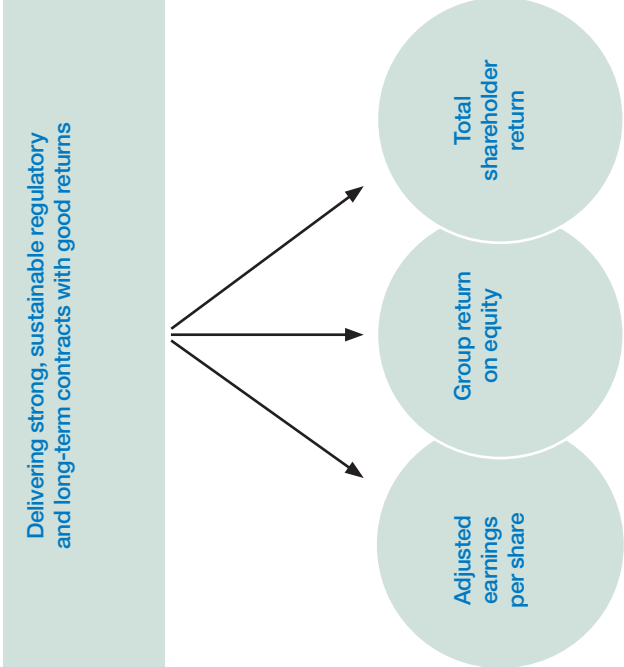 Delivering strong, sustainable regulatory
and long-term contracts with good returns
Adjusted
earnings
per share
Group return
on equity
Total
shareholder
return